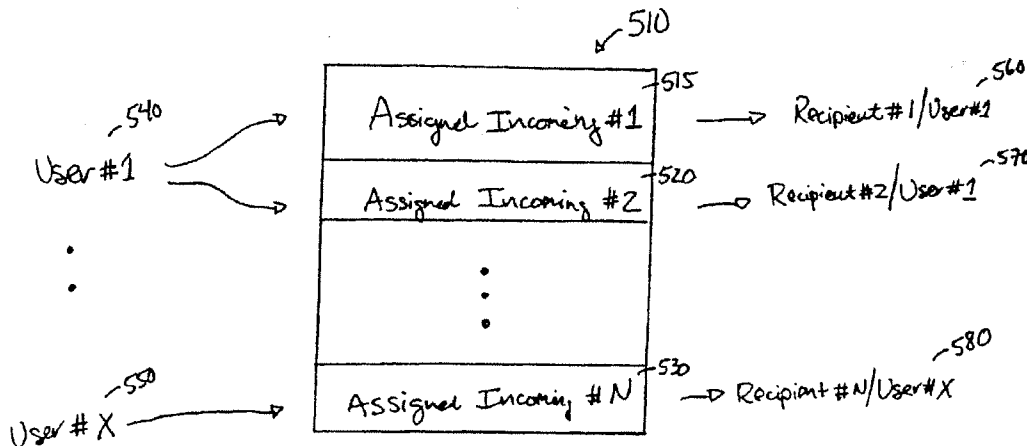 510
540
User #1
515
Assigned Incoming #1
560
Recipient #1/User #1
520
Assigned Incoming #2
570
Recipient #2/User #1
550
User # X
530
Assigned Incoming # N
580
Recipient # N/User # X